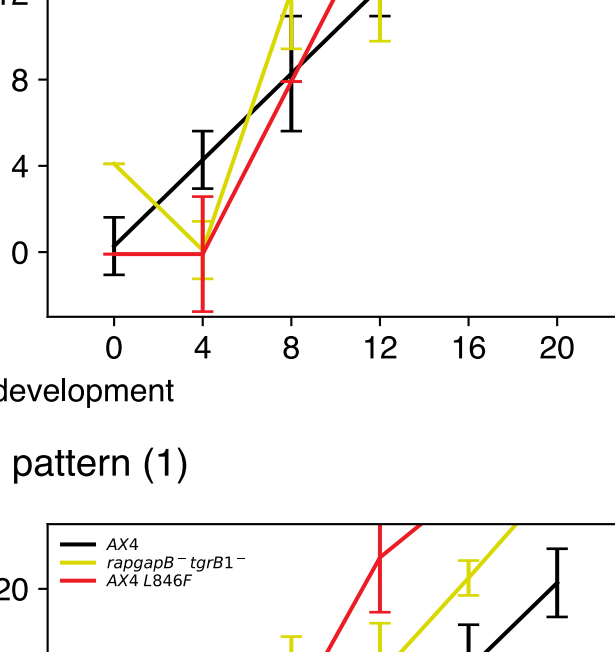 8
4
0
0 4 8 12 16 20
development
pattern (1)
AX4
rapgapB⁻tgrB1⁻
AX4 L846F
20